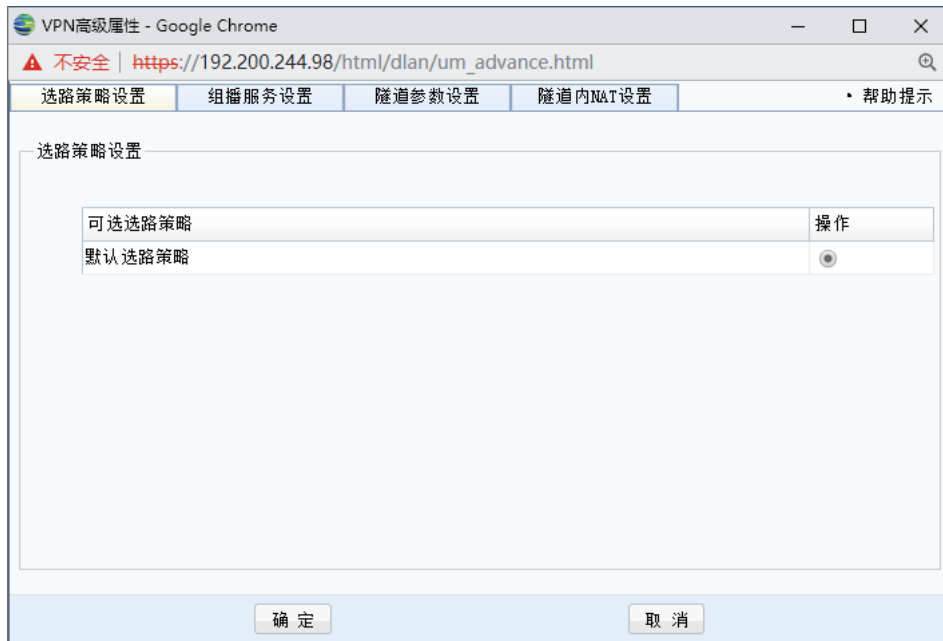 VPN高级属性 - Google Chrome
不安全 | https://192.200.244.98/html/dlan/um_advance.html
选路策略设置 组播服务设置 隧道参数设置 隧道内NAT设置 · 帮助提示
选路策略设置
可选选路策略 操作
默认选路策略
确 定 取 消